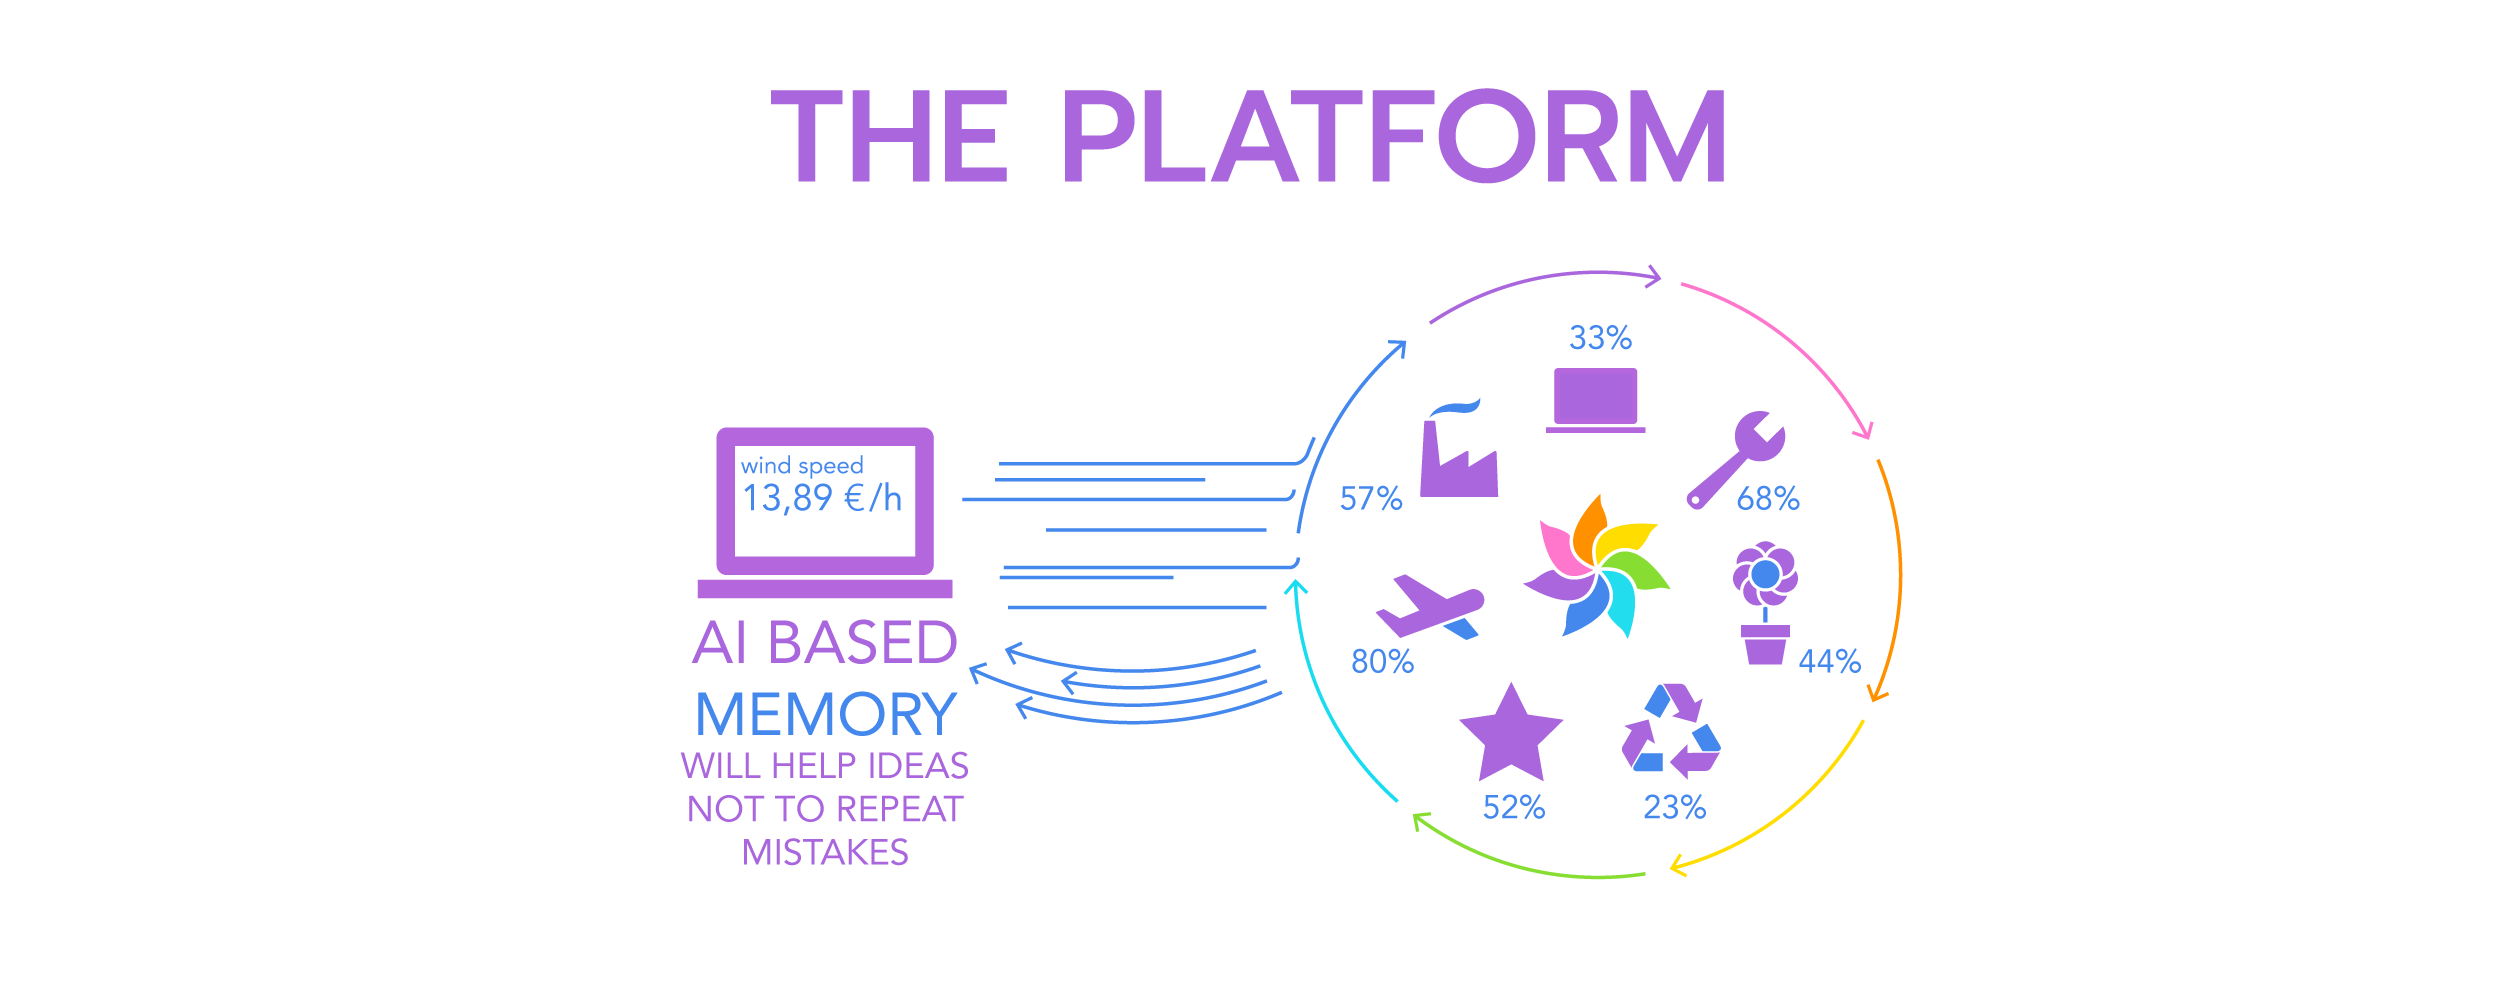 THE PLATFORM
33%
57%
68%
wind speed
13,89 €/h
80%
44%
52%
23%
AI BASED
MEMORY
WILL HELP IDEAS
NOT TO REPEAT
MISTAKES